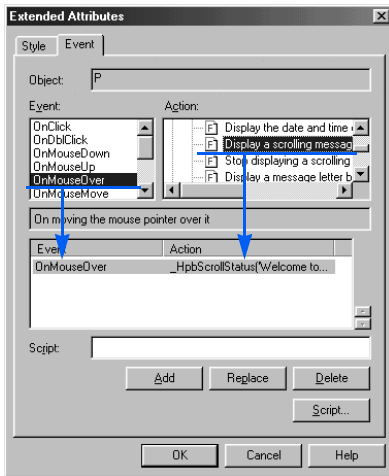 Extended Attributes
Style Event
Object: P
Event: Action:
OnClick
OnDblClick
OnMouseDown
OnMouseUp
OnMouseOver
OnMouseMove
Display the date and time
Display a scrolling messag
Stop displaying a scrolling
Display a message letter b
On moving the mouse pointer over it
Event Action
OnMouseOver _HpbScrollStatus('Welcome to...
Script:
Add Replace Delete
Script...
OK Cancel Help